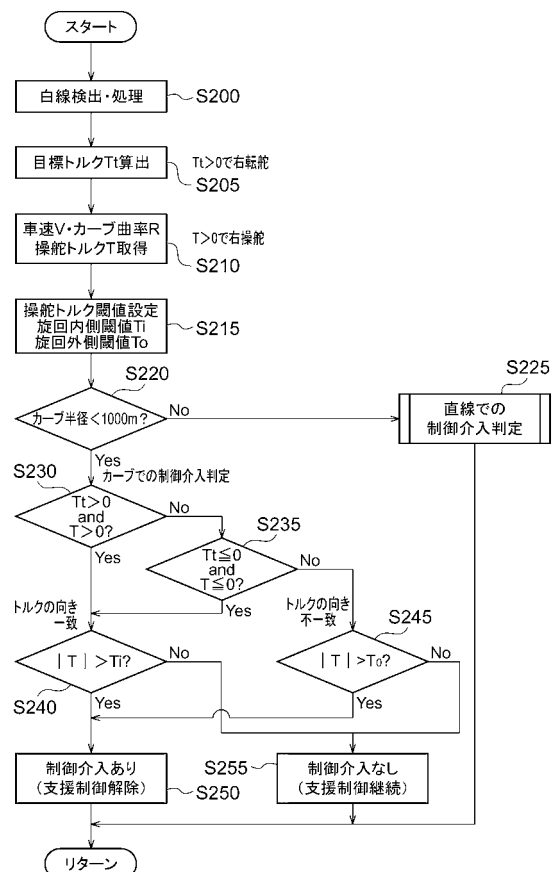 スタート
白線検出・処理
S200
目標トルクTt算出
Tt＞0で右転舵
S205
車速V・カーブ曲率R
操舵トルクT取得
T＞0で右操舵
S210
操舵トルク閾値設定
旋回内側閾値Ti
旋回外側閾値To
S215
S220
カーブ半径＜1000m？
No
Yes
S225
直線での
制御介入判定
カーブでの制御介入判定
S230
Tt＞0
and
T＞0?
No
Yes
S235
Tt≦0
and
T≦0?
No
Yes
トルクの向き
一致
トルクの向き
不一致
S240
｜T｜＞Ti?
No
Yes
S245
｜T｜＞To?
No
Yes
制御介入あり
（支援制御解除）
S250
S255
制御介入なし
（支援制御継続）
リターン